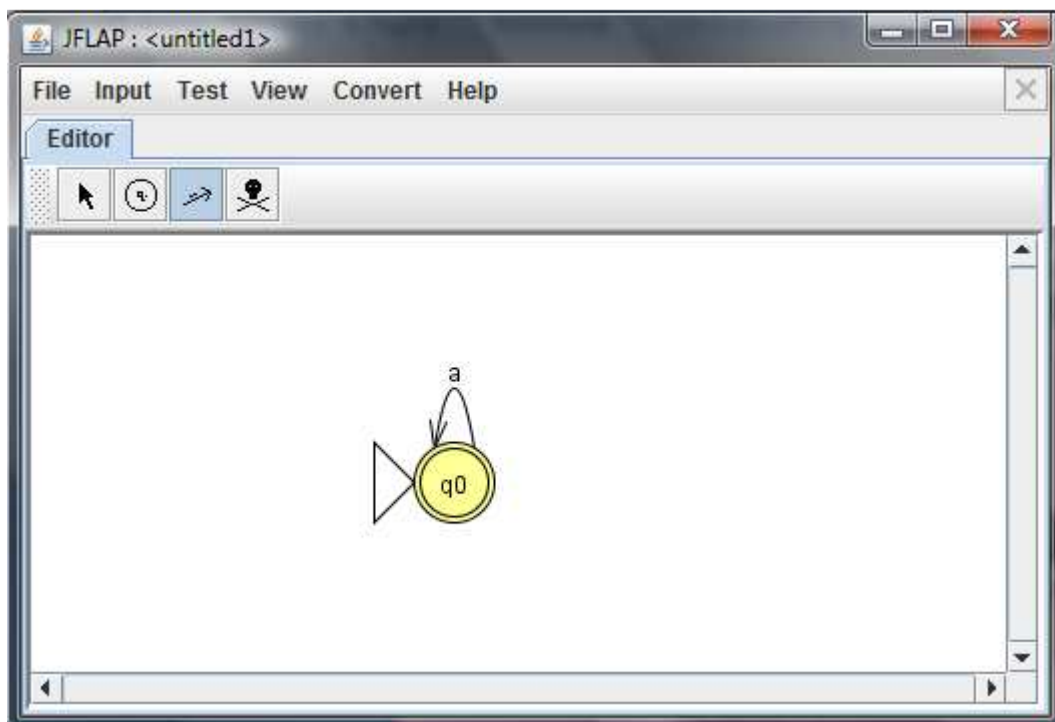 JFLAP : <untitled1>
File Input Test View Convert Help
Editor
q
a
q0